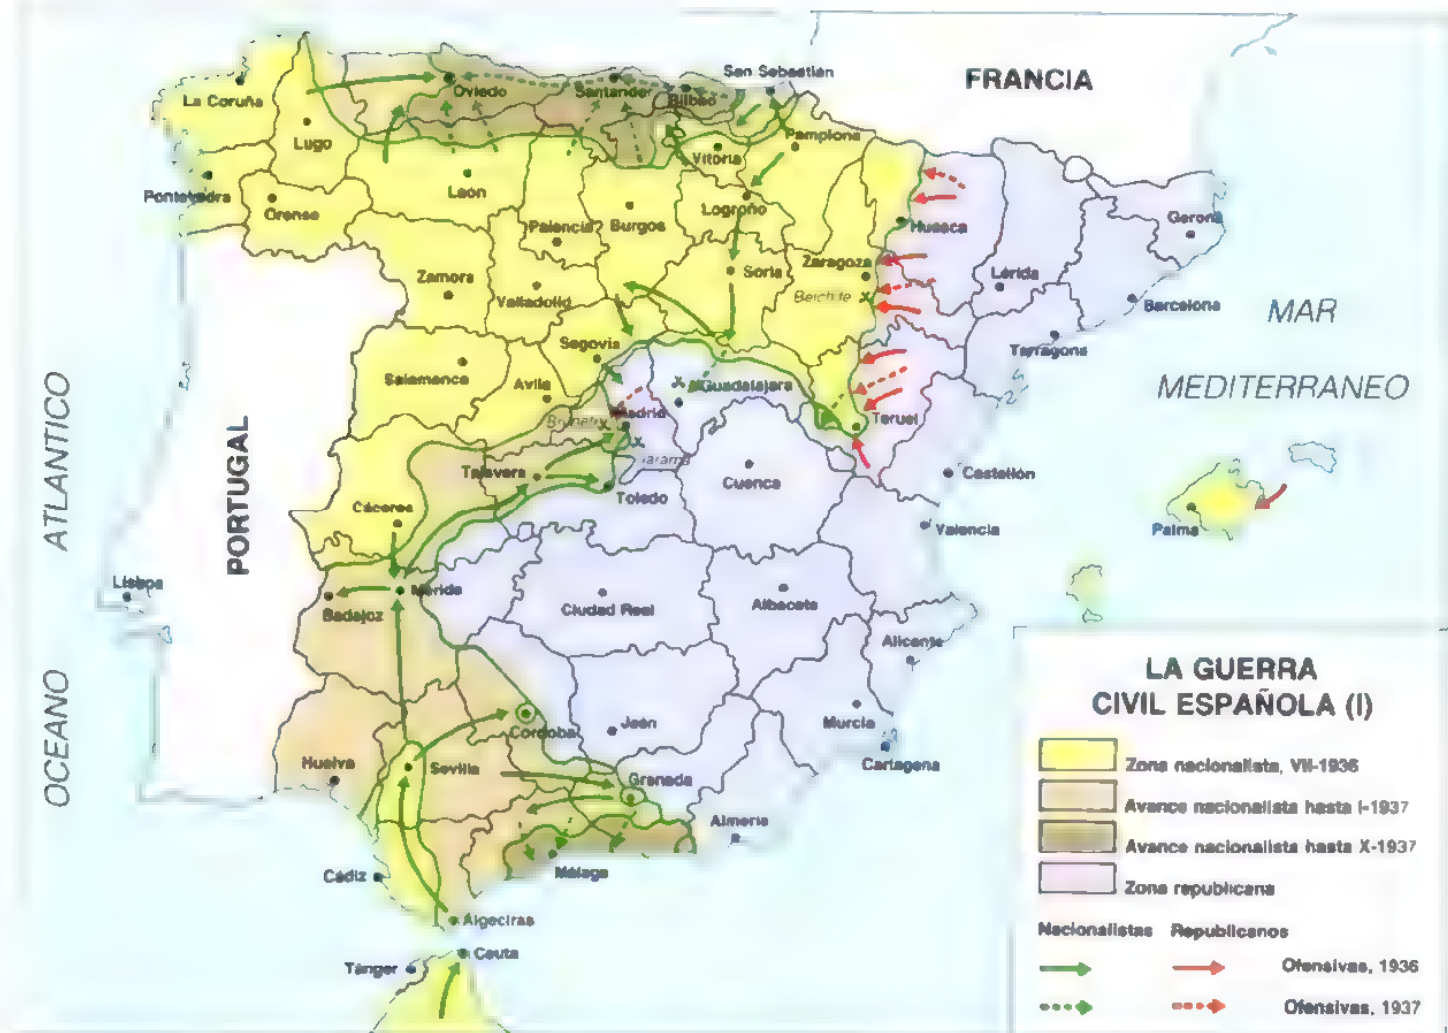 FRANCIA
San Sebastián
La Coruña
Oviedo
Santander
Bilbao
Lugo
Pamplona
Vitoria
León
Pontevedra
Orense
Palencia
Burgos
Logroño
Huesca
Gerona
Zamora
Valladolid
Soria
Zaragoza
Lérida
Belchite
Barcelona
MAR
MEDITERRANEO
Segovia
Tarragona
Salamanca
Avila
Guadalajara
Madrid
Brunete
Teruel
Jarama
ATLANTICO
PORTUGAL
Talavera
Toledo
Cuenca
Castellón
Cáceres
Valencia
Palma
Lisboa
Badajoz
Mérida
Ciudad Real
Albacete
Alicante
OCEANO
Córdoba
Jaén
Murcia
Cartagena
Huelva
Sevilla
Granada
Almería
Cádiz
Málaga
Algeciras
Ceuta
Tánger
LA GUERRA
CIVIL ESPAÑOLA (I)
Zona nacionalista, VII-1936
Avance nacionalista hasta I-1937
Avance nacionalista hasta X-1937
Zona republicana
Nacionalistas Republicanos
Ofensivas, 1936
Ofensivas, 1937